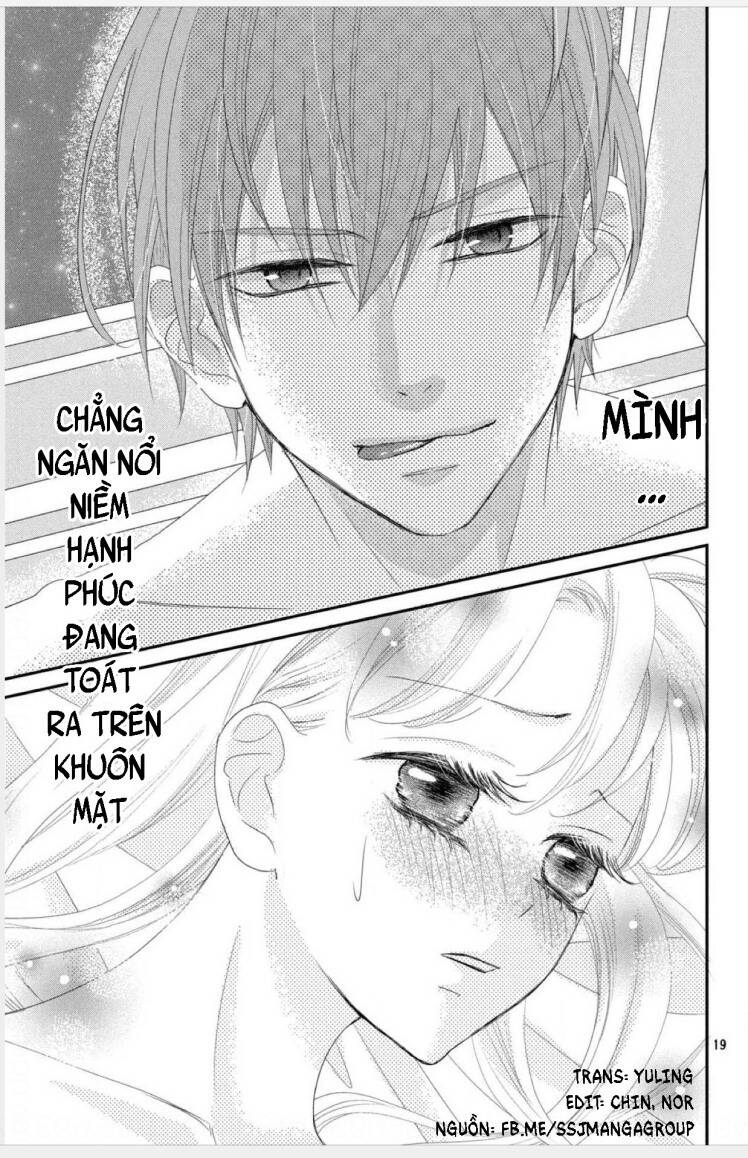 MÌNH
...
CHẲNG
NGĂN NỔI
NIỀM
HẠNH
PHÚC
ĐANG
TOÁT
RA TRÊN
KHUÔN
MẶT
19
TRANS: YULING
EDIT: CHIN, NOR
NGUỒN: FB.ME/SSJMANGAGROUP